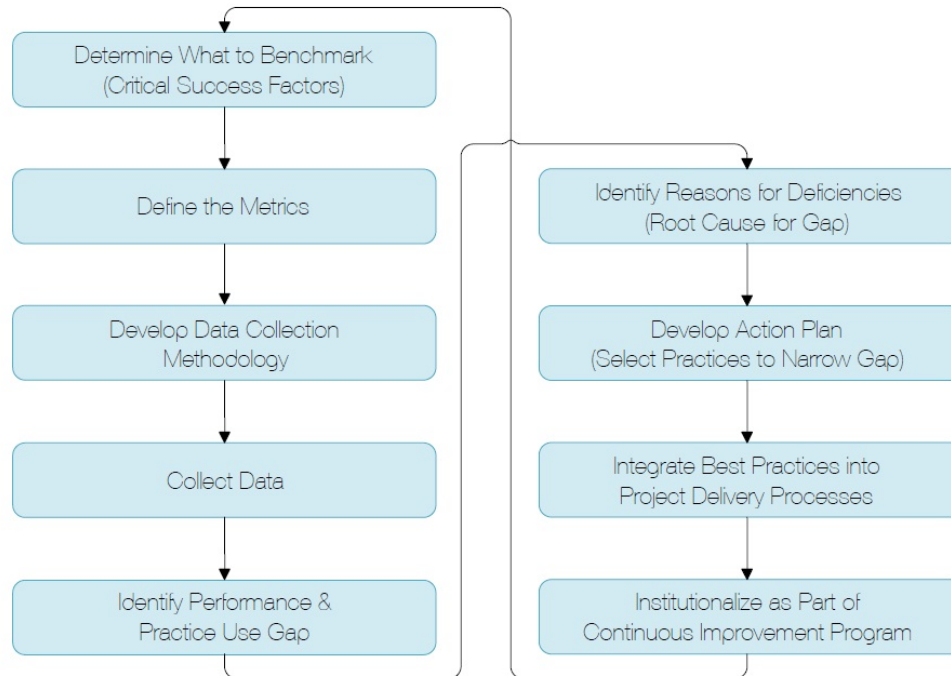 Determine What to Benchmark
(Critical Success Factors)
Define the Metrics
Develop Data Collection
Methodology
Collect Data
Identify Performance &
Practice Use Gap
Identify Reasons for Deficiencies
(Root Cause for Gap)
Develop Action Plan
(Select Practices to Narrow Gap)
Integrate Best Practices into
Project Delivery Processes
Institutionalize as Part of
Continuous Improvement Program